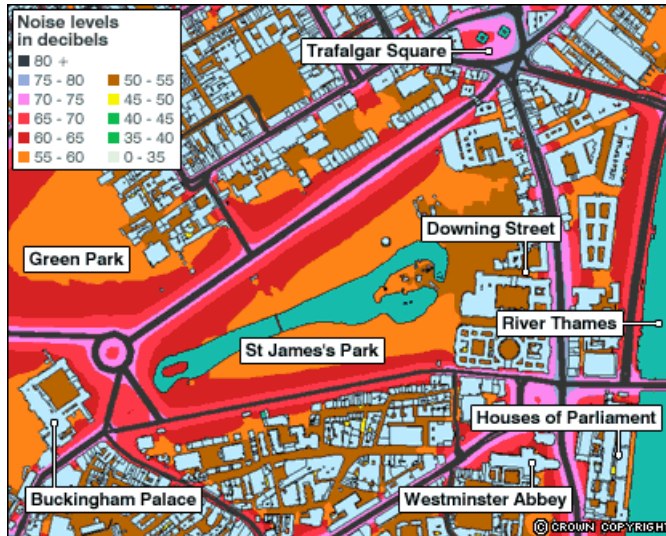 Noise levels
in decibels
80 +
75 - 80
70 - 75
65 - 70
60 - 65
55 - 60
50 - 55
45 - 50
40 - 45
35 - 40
0 - 35
Trafalgar Square
Green Park
Downing Street
River Thames
St James's Park
Houses of Parliament
Buckingham Palace
Westminster Abbey
© CROWN COPYRIGHT